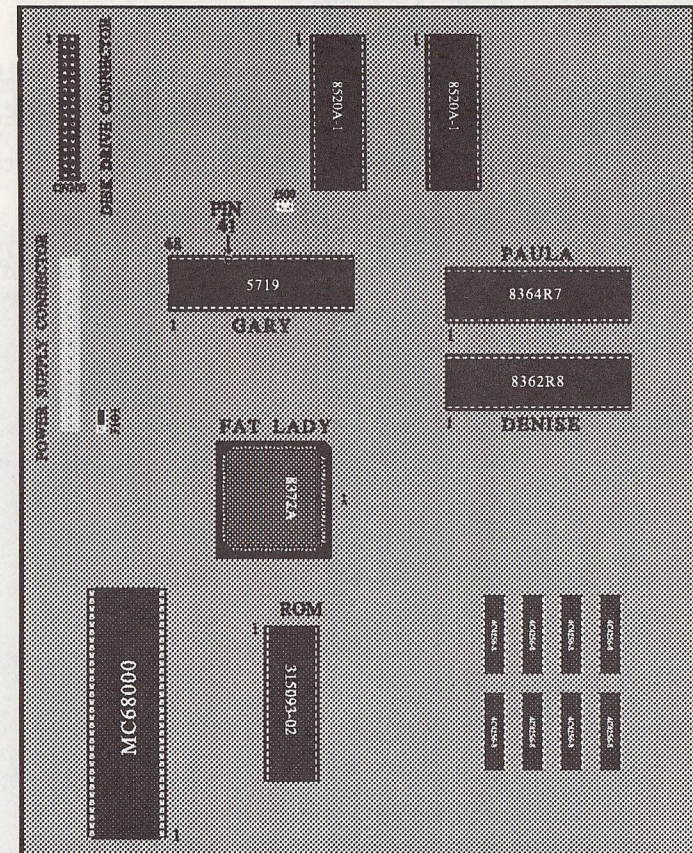 1
DISK DRIVE CONNECTOR
1
8520A-1
1
8520A-1
PIN
41
48
5719
1
GARY
POWER SUPPLY CONNECTOR
PAULA
8364R7
1
8362R8
1
DENISE
FAT LADY
8372A
1
MC68000
1
ROM
1
315093-02